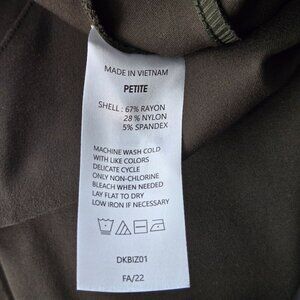 MADE IN VIETNAM
PETITE
SHELL : 67% RAYON
28 % NYLON
5% SPANDEX
MACHINE WASH COLD
WITH LIKE COLORS
DELICATE CYCLE
ONLY NON-CHLORINE
BLEACH WHEN NEEDED
LAY FLAT TO DRY
LOW IRON IF NECESSARY
DKBIZ01
FA/22